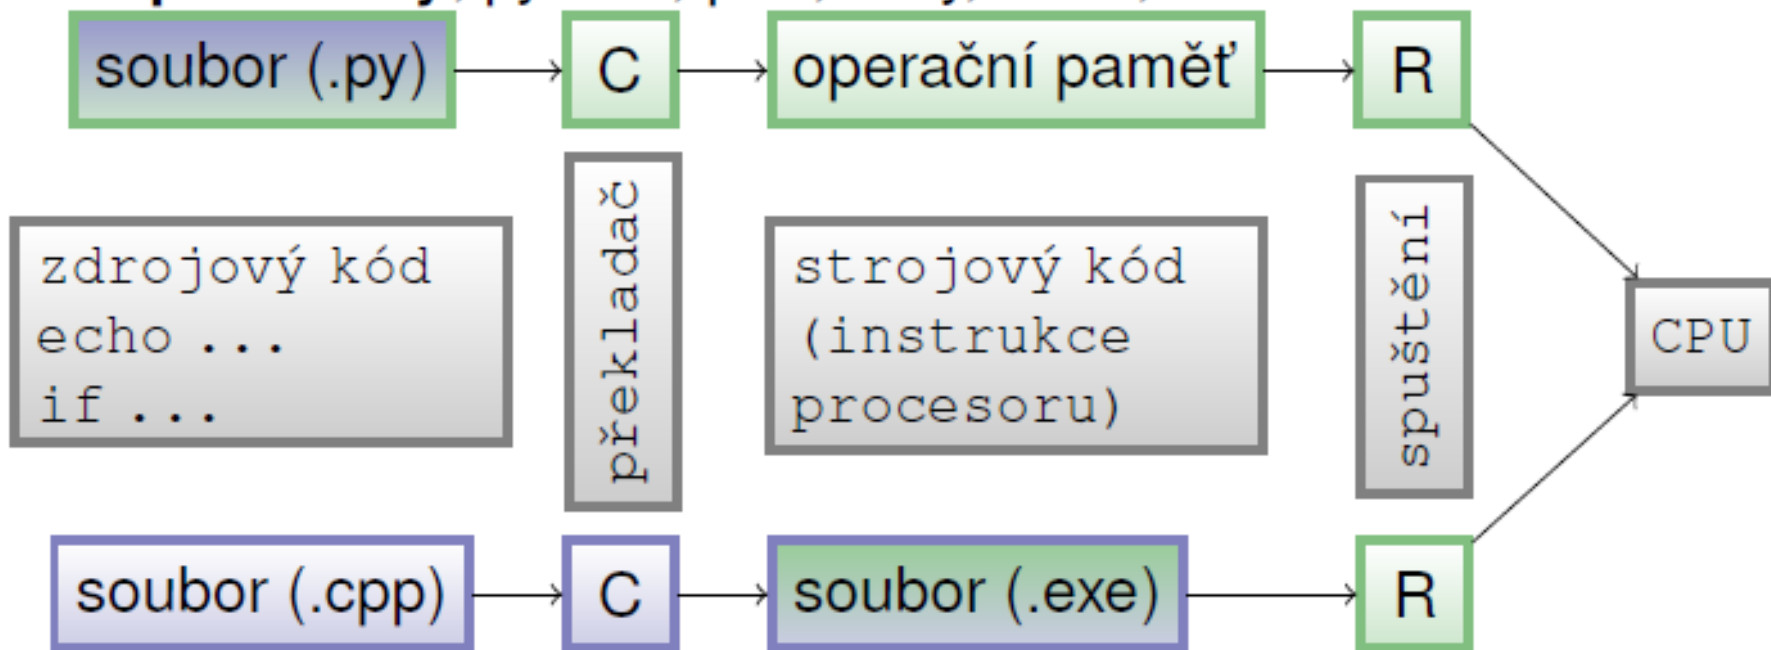 soubor (.py) C operační paměť R
zdrojový kód
echo ...
if ...
překladač
strojový kód
(instrukce
procesoru)
spuštění
CPU
soubor (.cpp) C soubor (.exe) R